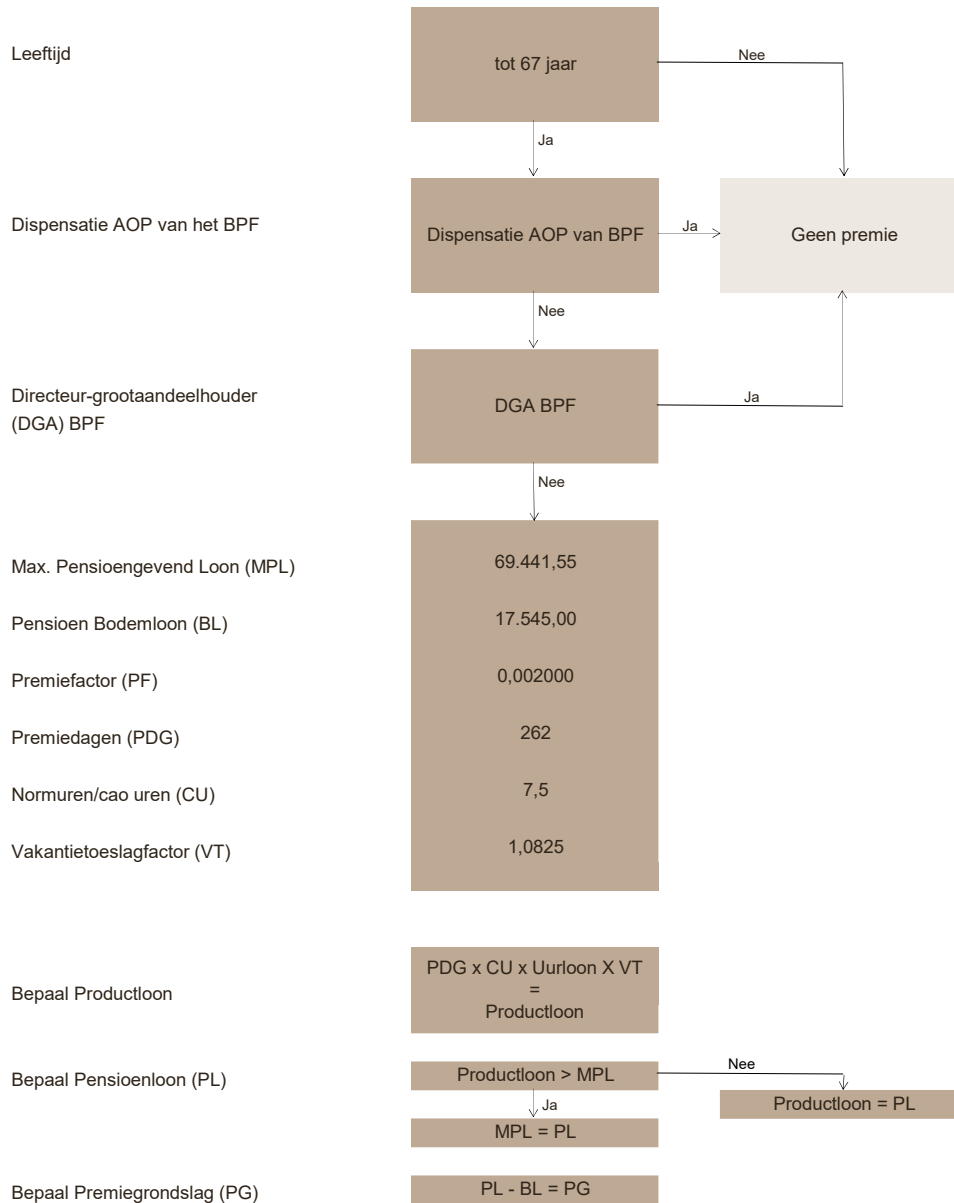 Leeftijd
tot 67 jaar
Nee
Ja
Dispensatie AOP van het BPF
Dispensatie AOP van BPF
Ja
Geen premie
Nee
Directeur-grootaandeelhouder
(DGA) BPF
DGA BPF
Ja
Nee
Max. Pensioengevend Loon (MPL)
69.441,55
Pensioen Bodemloon (BL)
17.545,00
Premiefactor (PF)
0,002000
Premiedagen (PDG)
262
Normuren/cao uren (CU)
7,5
Vakantietoeslagfactor (VT)
1,0825
Bepaal Productloon
PDG x CU x Uurloon X VT
=
Productloon
Bepaal Pensioenloon (PL)
Productloon > MPL
Nee
Ja
Productloon = PL
MPL = PL
Bepaal Premiegrondslag (PG)
PL - BL = PG